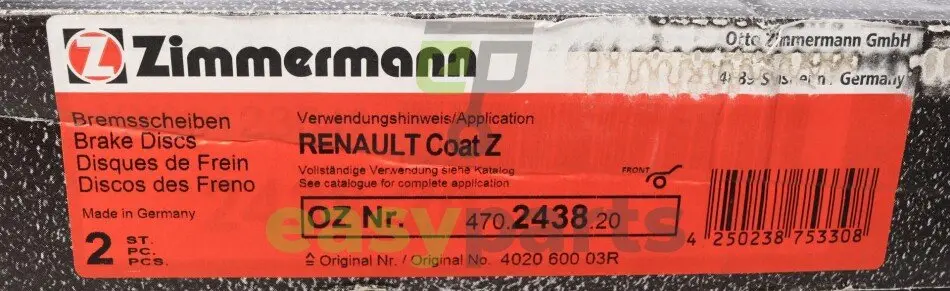 Z Zimmermann
Otto Zimmermann GmbH
Germany
Bremsscheiben
Brake Discs
Disques de Frein
Discos des Freno
Made in Germany
2 ST.
PC.
PCS.
Verwendungshinweis/Application
RENAULT Coat Z
Vollständige Verwendung siehe Katalog
See catalogue for complete application
FRONT
OZ Nr. 470.2438.20
≙ Original Nr. / Original No. 4020 600 03R
4 250238 753308
easyparts